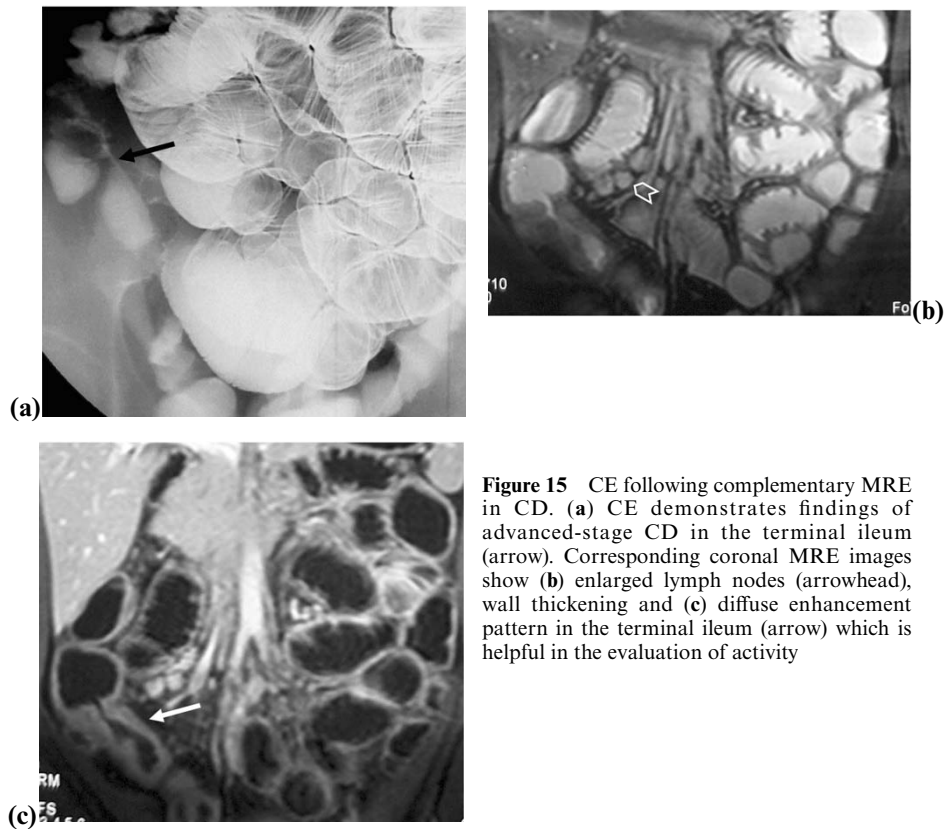 (a)
710
0
Fol
(b)
RM
FS
(c)
Figure 15 CE following complementary MRE
in CD. (a) CE demonstrates findings of
advanced-stage CD in the terminal ileum
(arrow). Corresponding coronal MRE images
show (b) enlarged lymph nodes (arrowhead),
wall thickening and (c) diffuse enhancement
pattern in the terminal ileum (arrow) which is
helpful in the evaluation of activity